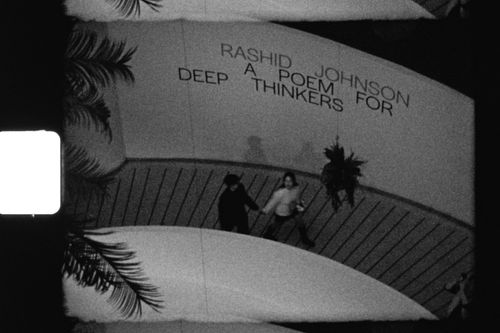 RASHID JOHNSON
A POEM FOR
DEEP THINKERS